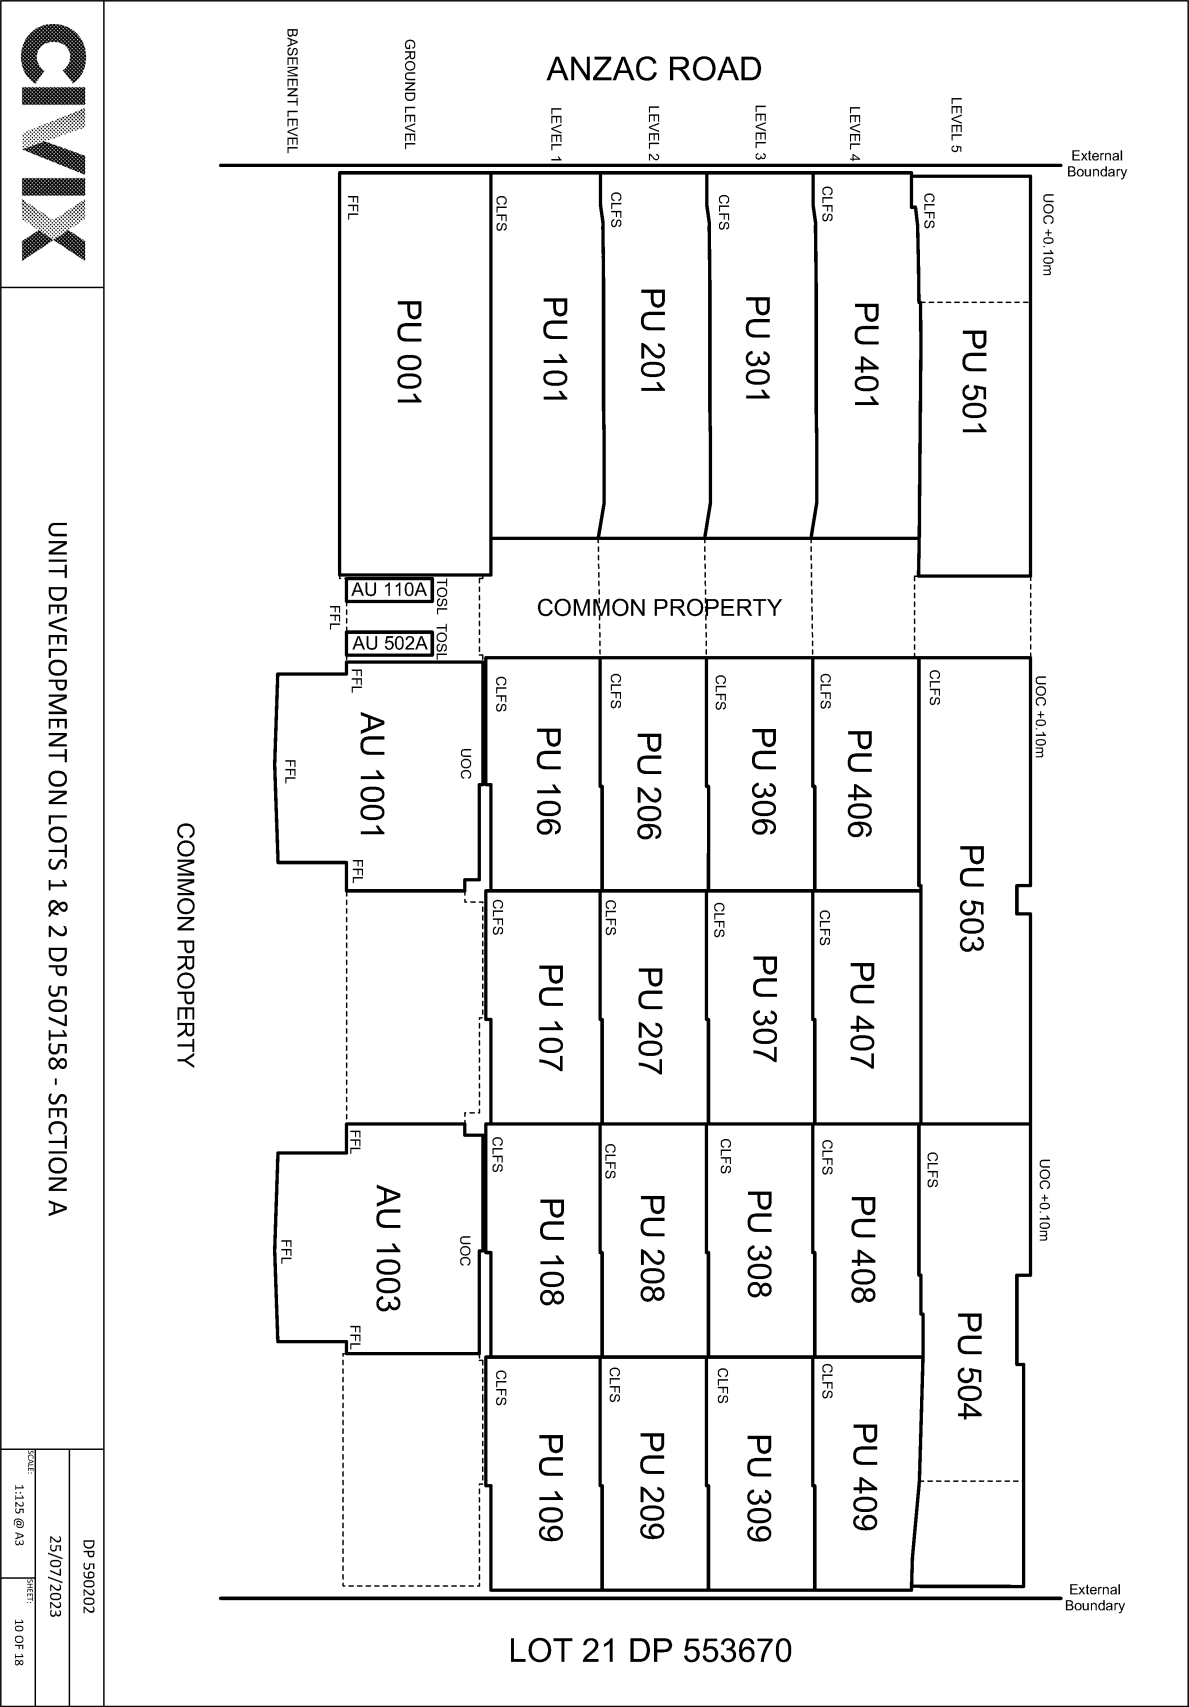 ANZAC ROAD
External
Boundary
BASEMENT LEVEL
GROUND LEVEL
LEVEL 1
LEVEL 2
LEVEL 3
LEVEL 4
LEVEL 5
UOC +0.10m
FFL
CLFS
CLFS
CLFS
CLFS
CLFS
PU 001
PU 101
PU 201
PU 301
PU 401
PU 501
AU 110A
TOSL
FFL
COMMON PROPERTY
AU 502A
TOSL
UOC +0.10m
FFL
CLFS
CLFS
CLFS
CLFS
CLFS
AU 1001
UOC
FFL
FFL
PU 106
PU 206
PU 306
PU 406
PU 503
COMMON PROPERTY
CLFS
CLFS
CLFS
CLFS
PU 107
PU 207
PU 307
PU 407
UOC +0.10m
FFL
CLFS
CLFS
CLFS
CLFS
CLFS
AU 1003
UOC
FFL
FFL
PU 108
PU 208
PU 308
PU 408
PU 504
CLFS
CLFS
CLFS
CLFS
PU 109
PU 209
PU 309
PU 409
External
Boundary
LOT 21 DP 553670
CIVIX
UNIT DEVELOPMENT ON LOTS 1 & 2 DP 507158 - SECTION A
DP 590202
25/07/2023
SCALE:
1:125 @ A3
SHEET:
10 OF 18